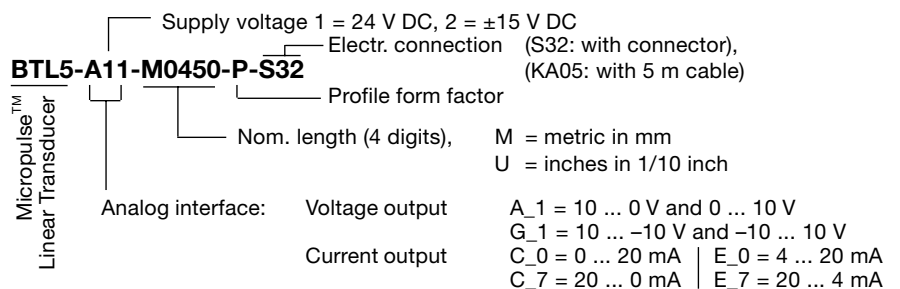 Supply voltage 1 = 24 V DC, 2 = ±15 V DC
Electr. connection (S32: with connector),
(KA05: with 5 m cable)
BTL5-A11-M0450-P-S32
Profile form factor
Micropulse™
Linear Transducer
Nom. length (4 digits), M = metric in mm
U = inches in 1/10 inch
Analog interface: Voltage output A_1 = 10 ... 0 V and 0 ... 10 V
G_1 = 10 ... –10 V and –10 ... 10 V
Current output C_0 = 0 ... 20 mA E_0 = 4 ... 20 mA
C_7 = 20 ... 0 mA E_7 = 20 ... 4 mA